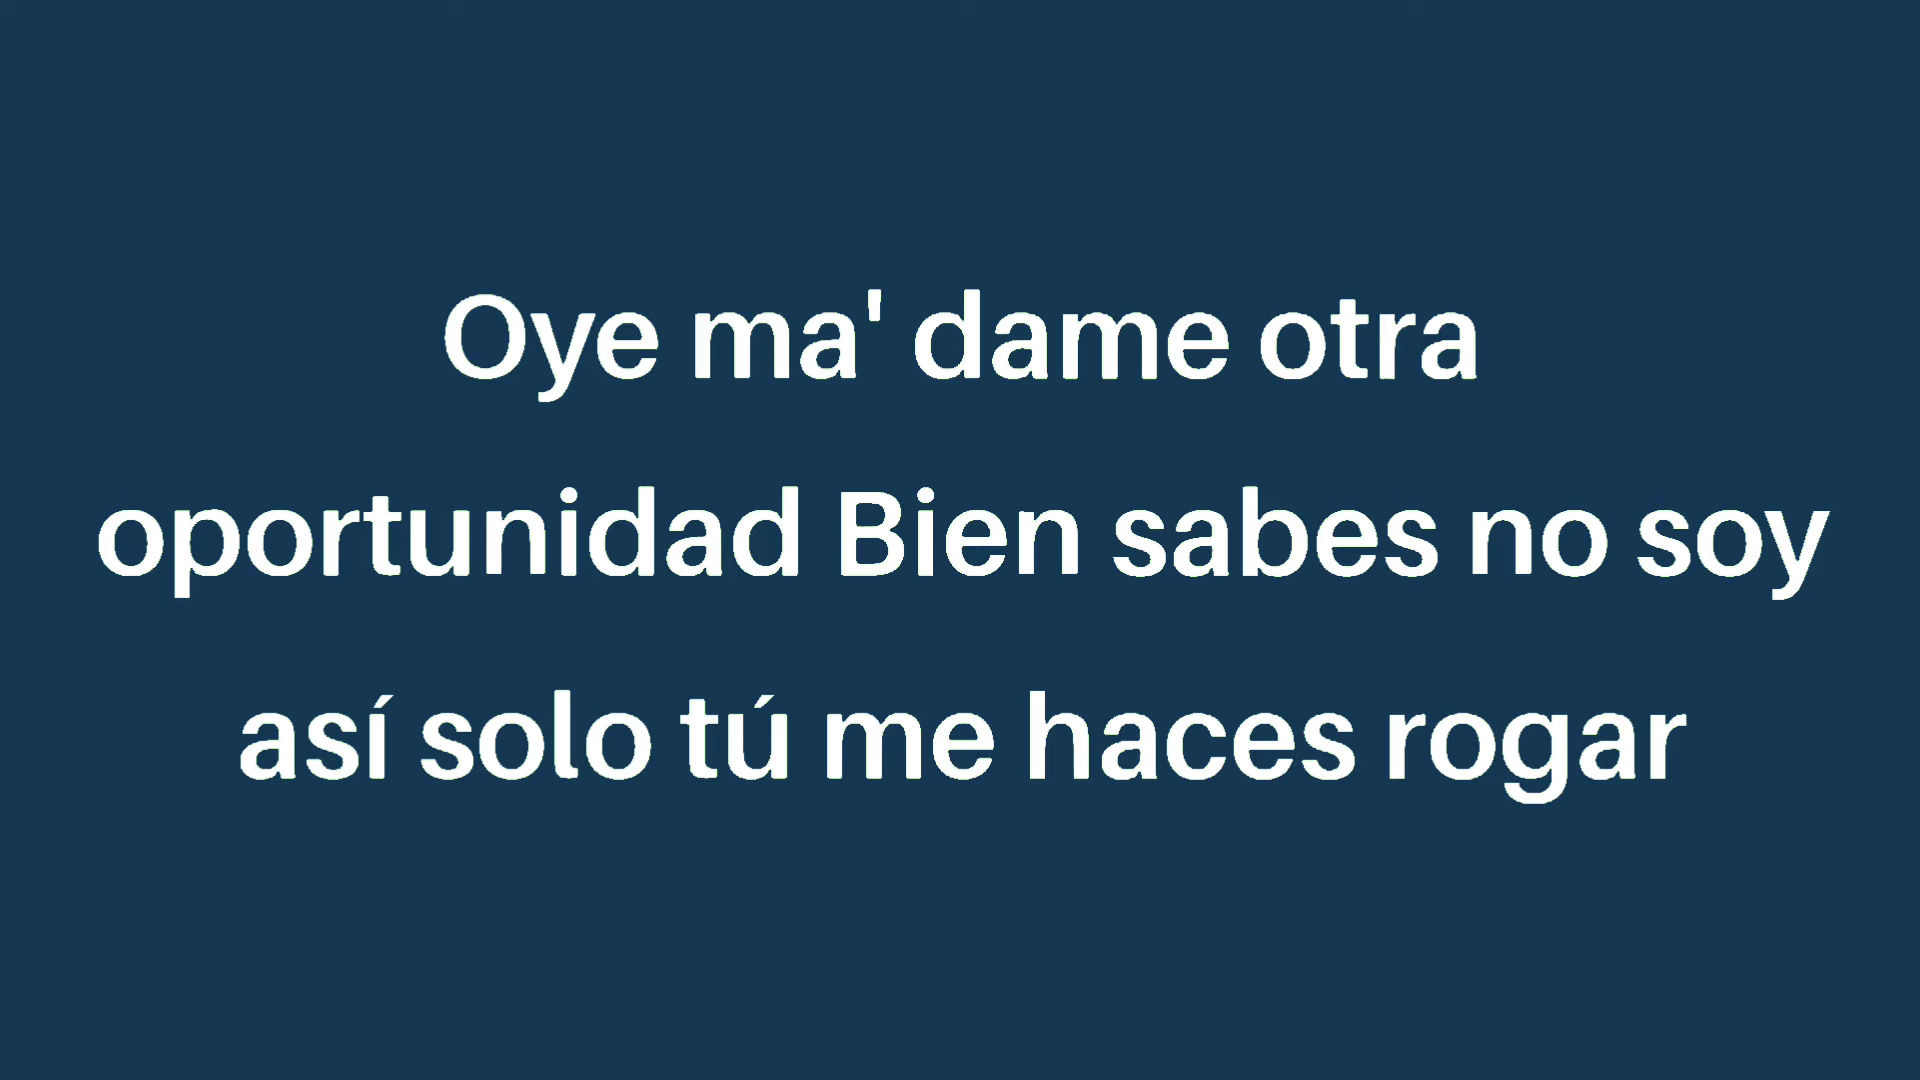 Oye ma' dame otra
oportunidad Bien sabes no soy
así solo tú me haces rogar